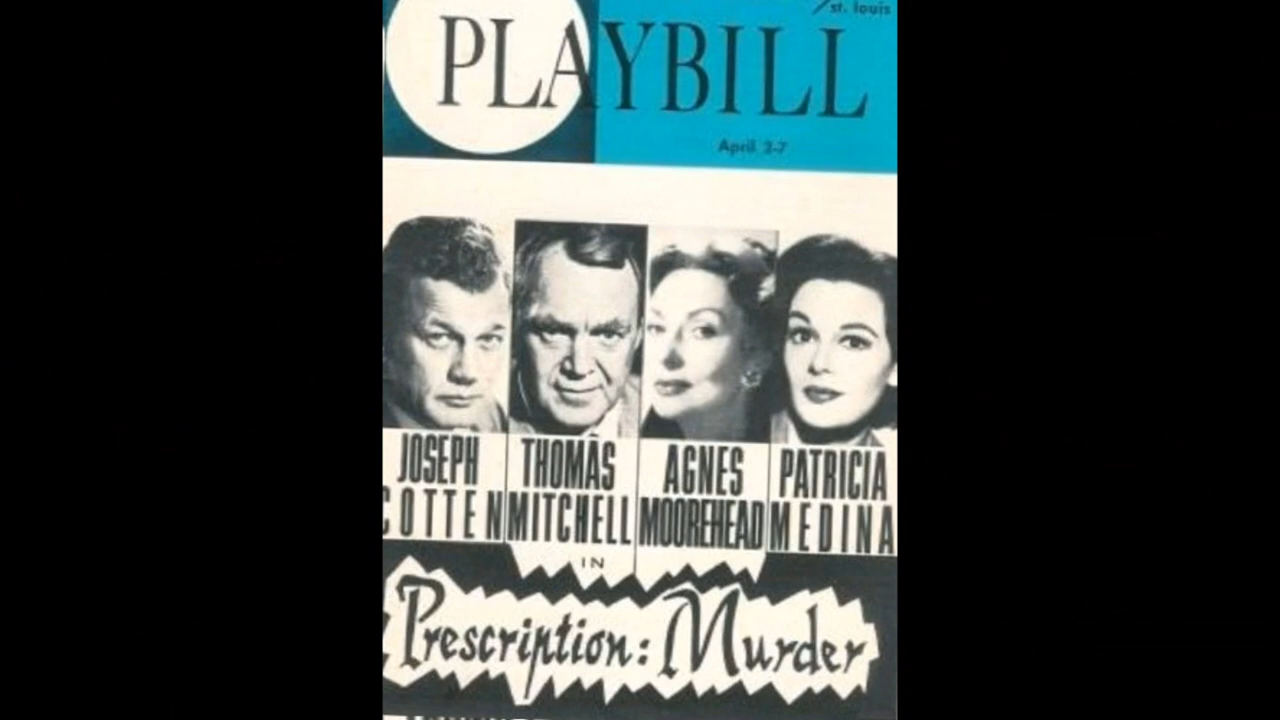 st. louis
PLAYBILL
April 2-7
JOSEPH COTTEN
THOMAS MITCHELL
AGNES MOOREHEAD
PATRICIA MEDINA
IN
Prescription: Murder